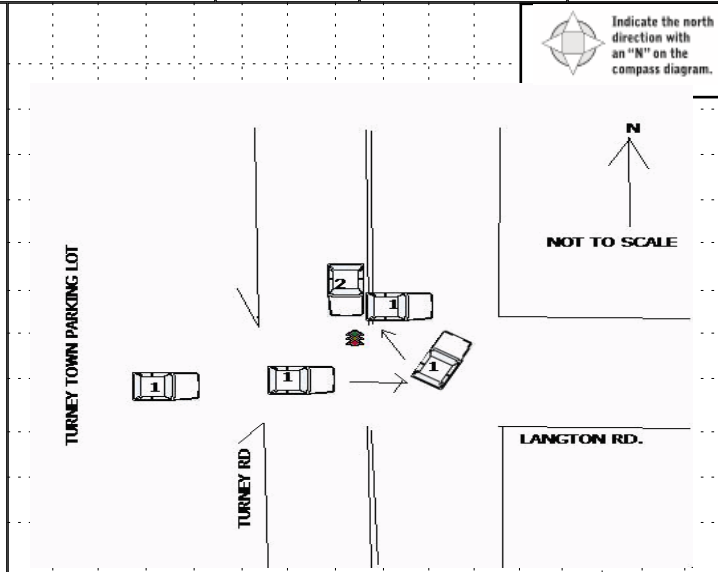 Indicate the north
direction with
an "N" on the
compass diagram.
N
NOT TO SCALE
TURNEY TOWN PARKING LOT
2
1
1
1
1
TURNEY RD
LANGTON RD.